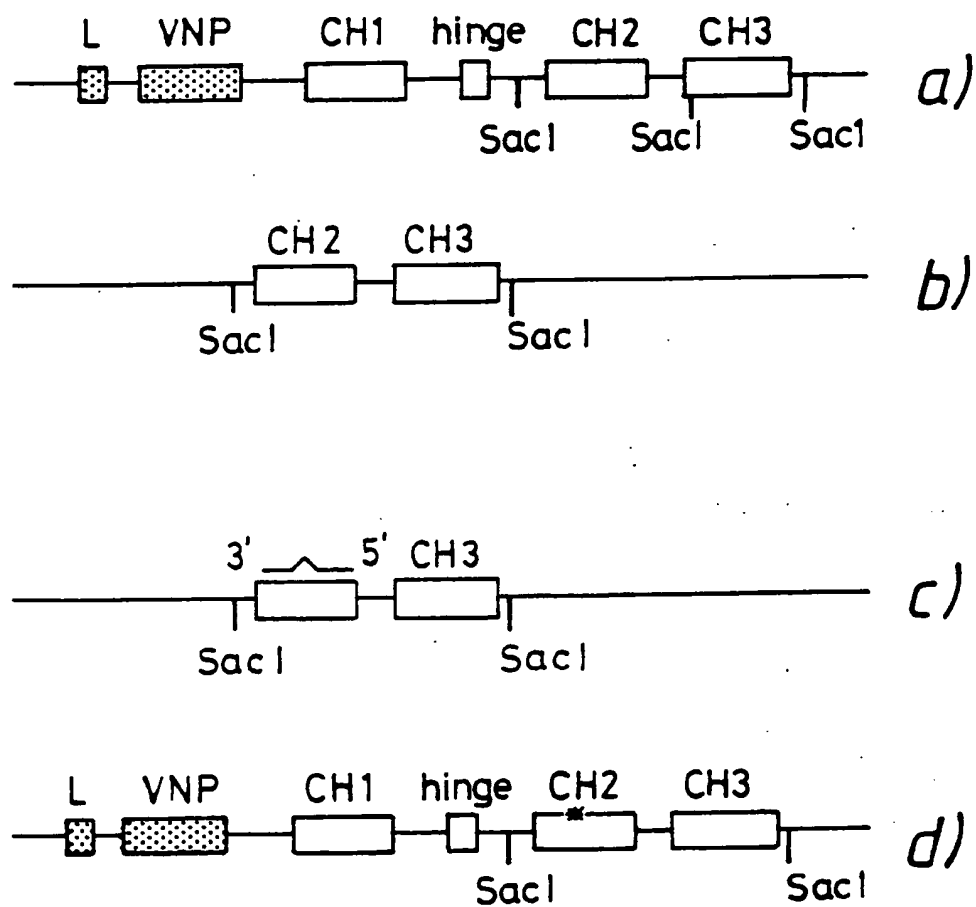 L VNP CH1 hinge CH2 CH3
a)
SacI SacI Sac1
CH2 CH3
b)
SacI SacI
3' 5' CH3
c)
SacI SacI
L VNP CH1 hinge CH2 CH3
*
d)
SacI SacI